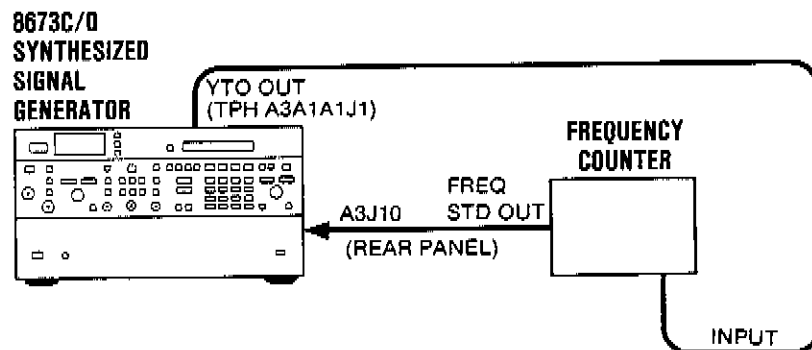 8673C/D
SYNTHESIZED
SIGNAL
GENERATOR
YTO OUT
(TPH A3A1A1J1)
FREQUENCY
COUNTER
FREQ
STD OUT
A3J10
(REAR PANEL)
INPUT